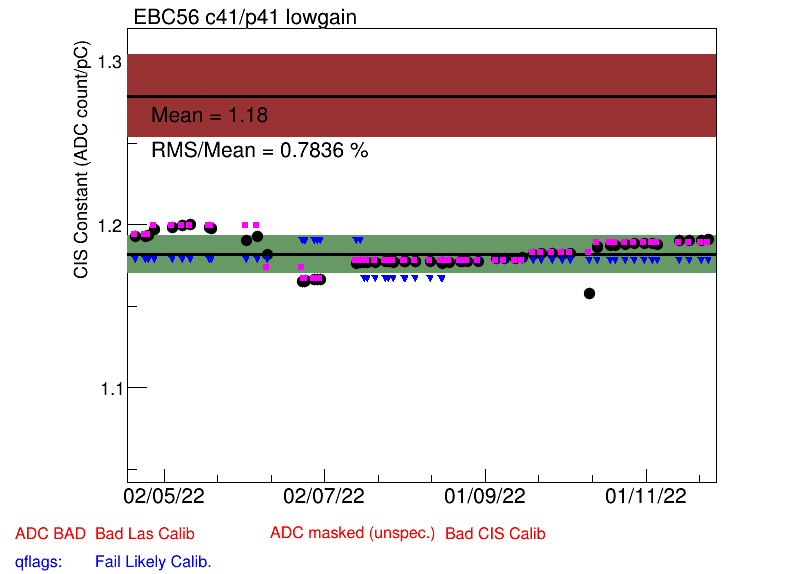 EBC56 c41/p41 lowgain
CIS Constant (ADC count/pC)
1.3
Mean = 1.18
RMS/Mean = 0.7836 %
1.2
1.1
02/05/22 02/07/22 01/09/22 01/11/22
ADC BAD Bad Las Calib ADC masked (unspec.) Bad CIS Calib
qflags: Fail Likely Calib.